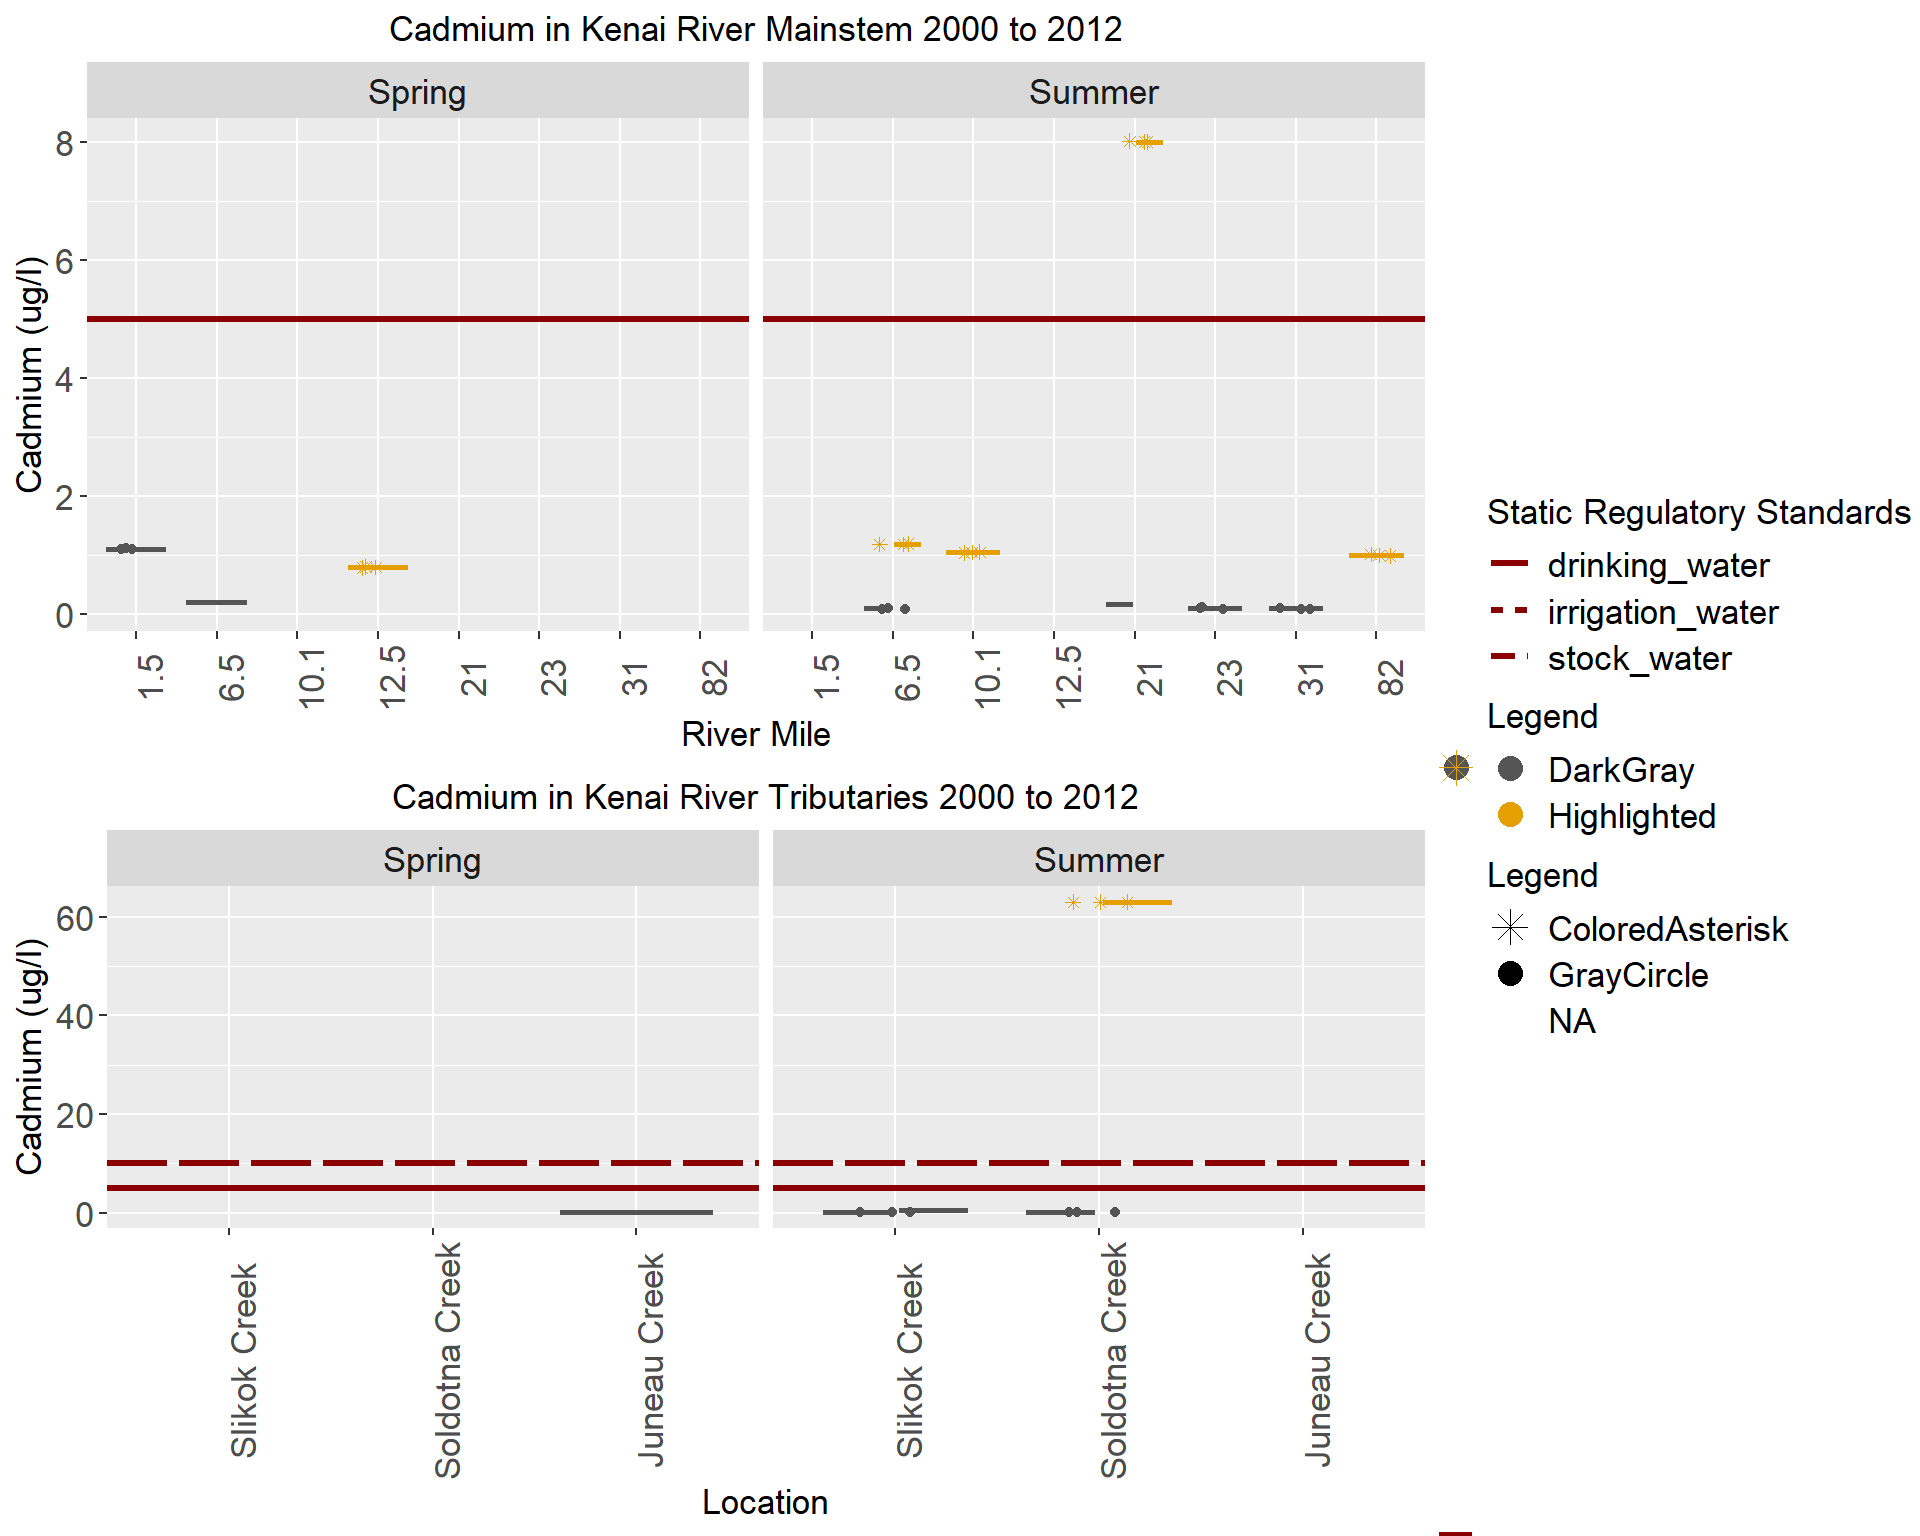 Cadmium in Kenai River Mainstem 2000 to 2012
Spring
Summer
Cadmium (ug/l)
8
6
4
2
0
1.5
6.5
10.1
12.5
21
23
31
82
1.5
6.5
10.1
12.5
21
23
31
82
River Mile
Cadmium in Kenai River Tributaries 2000 to 2012
Spring
Summer
Cadmium (ug/l)
60
40
20
0
Slikok Creek
Soldotna Creek
Juneau Creek
Slikok Creek
Soldotna Creek
Juneau Creek
Location
Static Regulatory Standards
drinking_water
irrigation_water
stock_water
Legend
DarkGray
Highlighted
Legend
ColoredAsterisk
GrayCircle
NA